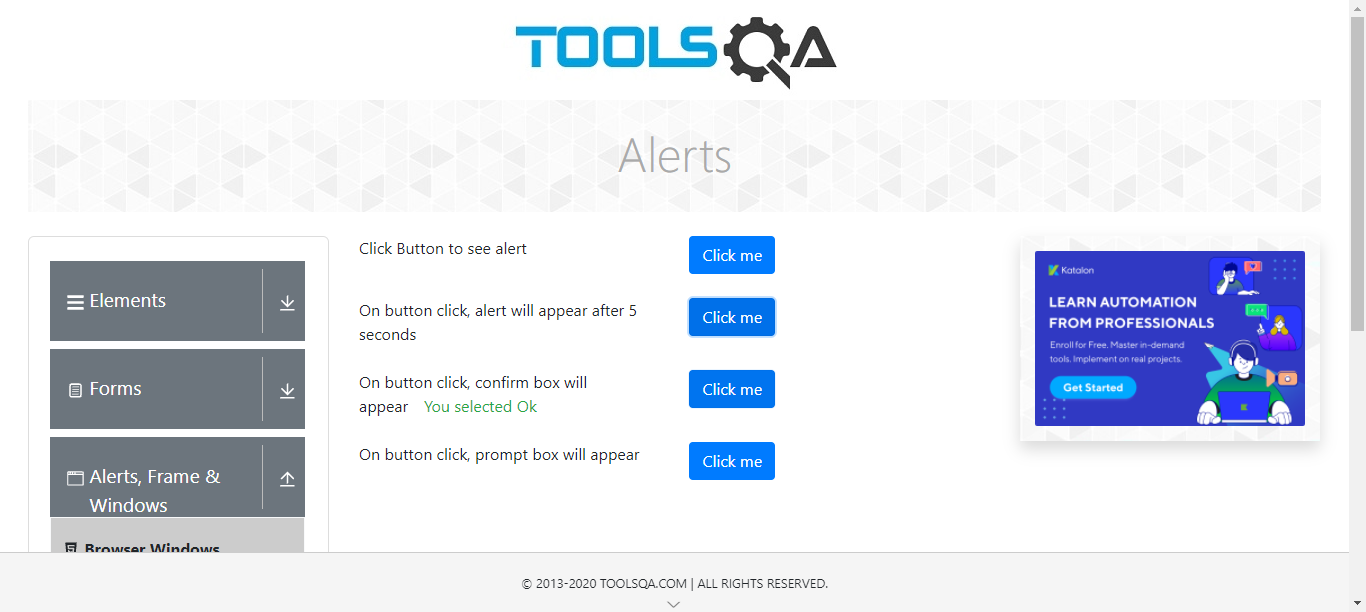 TOOLSQA
Alerts
Elements
Forms
Alerts, Frame &
Windows
Browser Windows
Click Button to see alert
Click me
On button click, alert will appear after 5
seconds
Click me
On button click, confirm box will
appear You selected Ok
Click me
On button click, prompt box will appear
Click me
Katalon
LEARN AUTOMATION
FROM PROFESSIONALS
Enroll for Free. Master in-demand
tools. Implement on real projects.
Get Started
© 2013-2020 TOOLSQA.COM | ALL RIGHTS RESERVED.